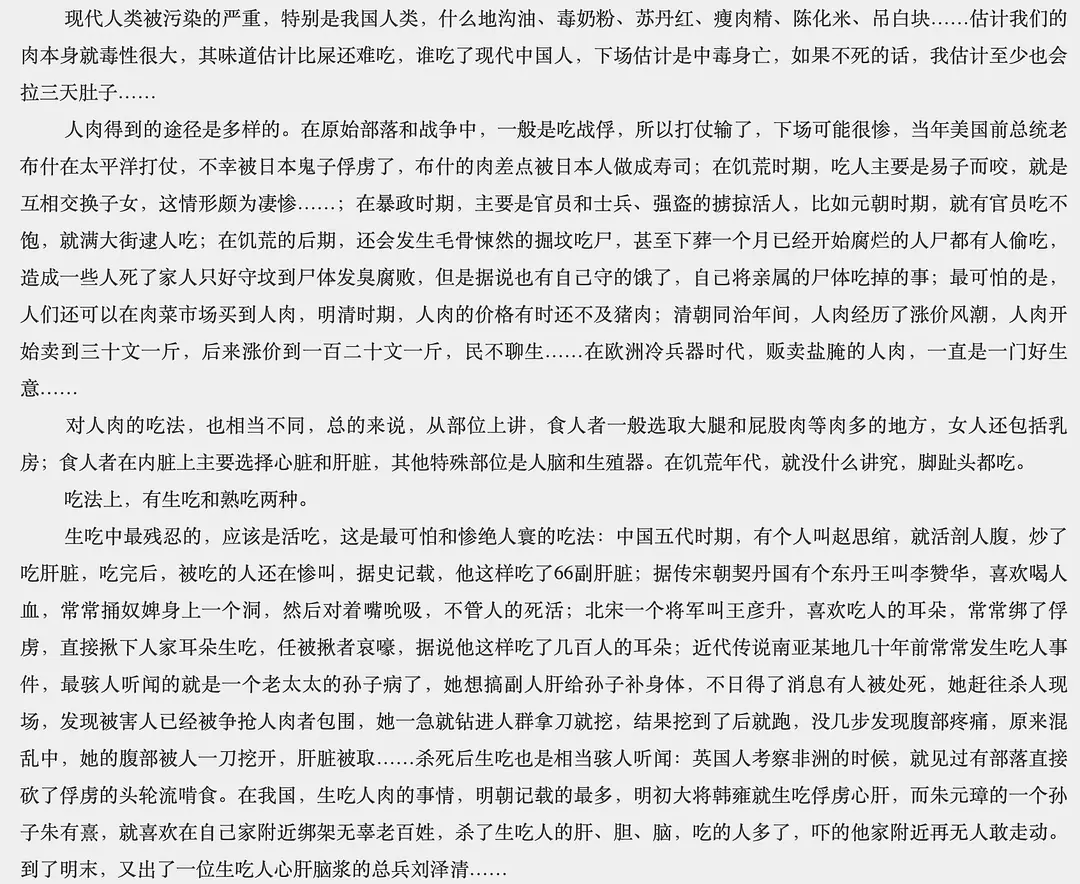 现代人类被污染的严重，特别是我国人类，什么地沟油、毒奶粉、苏丹红、瘦肉精、陈化米、吊白块……估计我们的
肉本身就毒性很大，其味道估计比屎还难吃，谁吃了现代中国人，下场估计是中毒身亡，如果不死的话，我估计至少也会
拉三天肚子……
人肉得到的途径是多样的。在原始部落和战争中，一般是吃战俘，所以打仗输了，下场可能很惨，当年美国前总统老
布什在太平洋打仗，不幸被日本鬼子俘虏了，布什的肉差点被日本人做成寿司；在饥荒时期，吃人主要是易子而咬，就是
互相交换子女，这情形颇为凄惨……；在暴政时期，主要是官员和士兵、强盗的掳掠活人，比如元朝时期，就有官员吃不
饱，就满大街逮人吃；在饥荒的后期，还会发生毛骨悚然的掘坟吃尸，甚至下葬一个月已经开始腐烂的人尸都有人偷吃，
造成一些人死了家人只好守坟到尸体发臭腐败，但是据说也有自己守的饿了，自己将亲属的尸体吃掉的事；最可怕的是，
人们还可以在肉菜市场买到人肉，明清时期，人肉的价格有时还不及猪肉；清朝同治年间，人肉经历了涨价风潮，人肉开
始卖到三十文一斤，后来涨价到一百二十文一斤，民不聊生……在欧洲冷兵器时代，贩卖盐腌的人肉，一直是一门好生
意……
对人肉的吃法，也相当不同，总的来说，从部位上讲，食人者一般选取大腿和屁股肉等肉多的地方，女人还包括乳
房；食人者在内脏上主要选择心脏和肝脏，其他特殊部位是人脑和生殖器。在饥荒年代，就没什么讲究，脚趾头都吃。
吃法上，有生吃和熟吃两种。
生吃中最残忍的，应该是活吃，这是最可怕和惨绝人寰的吃法：中国五代时期，有个人叫赵思绾，就活剖人腹，炒了
吃肝脏，吃完后，被吃的人还在惨叫，据史记载，他这样吃了66副肝脏；据传宋朝契丹国有个东丹王叫李赞华，喜欢喝人
血，常常捅奴婢身上一个洞，然后对着嘴吮吸，不管人的死活；北宋一个将军叫王彦升，喜欢吃人的耳朵，常常绑了俘
虏，直接揪下人家耳朵生吃，任被揪者哀嚎，据说他这样吃了几百人的耳朵；近代传说南亚某地几十年前常常发生吃人事
件，最骇人听闻的就是一个老太太的孙子病了，她想搞副人肝给孙子补身体，不日得了消息有人被处死，她赶往杀人现
场，发现被害人已经被争抢人肉者包围，她一急就钻进人群拿刀就挖，结果挖到了后就跑，没几步发现腹部疼痛，原来混
乱中，她的腹部被人一刀挖开，肝脏被取……杀死后生吃也是相当骇人听闻：英国人考察非洲的时候，就见过有部落直接
砍了俘虏的头轮流啃食。在我国，生吃人肉的事情，明朝记载的最多，明初大将韩雍就生吃俘虏心肝，而朱元璋的一个孙
子朱有熹，就喜欢在自己家附近绑架无辜老百姓，杀了生吃人的肝、胆、脑，吃的人多了，吓的他家附近再无人敢走动。
到了明末，又出了一位生吃人心肝脑浆的总兵刘泽清……